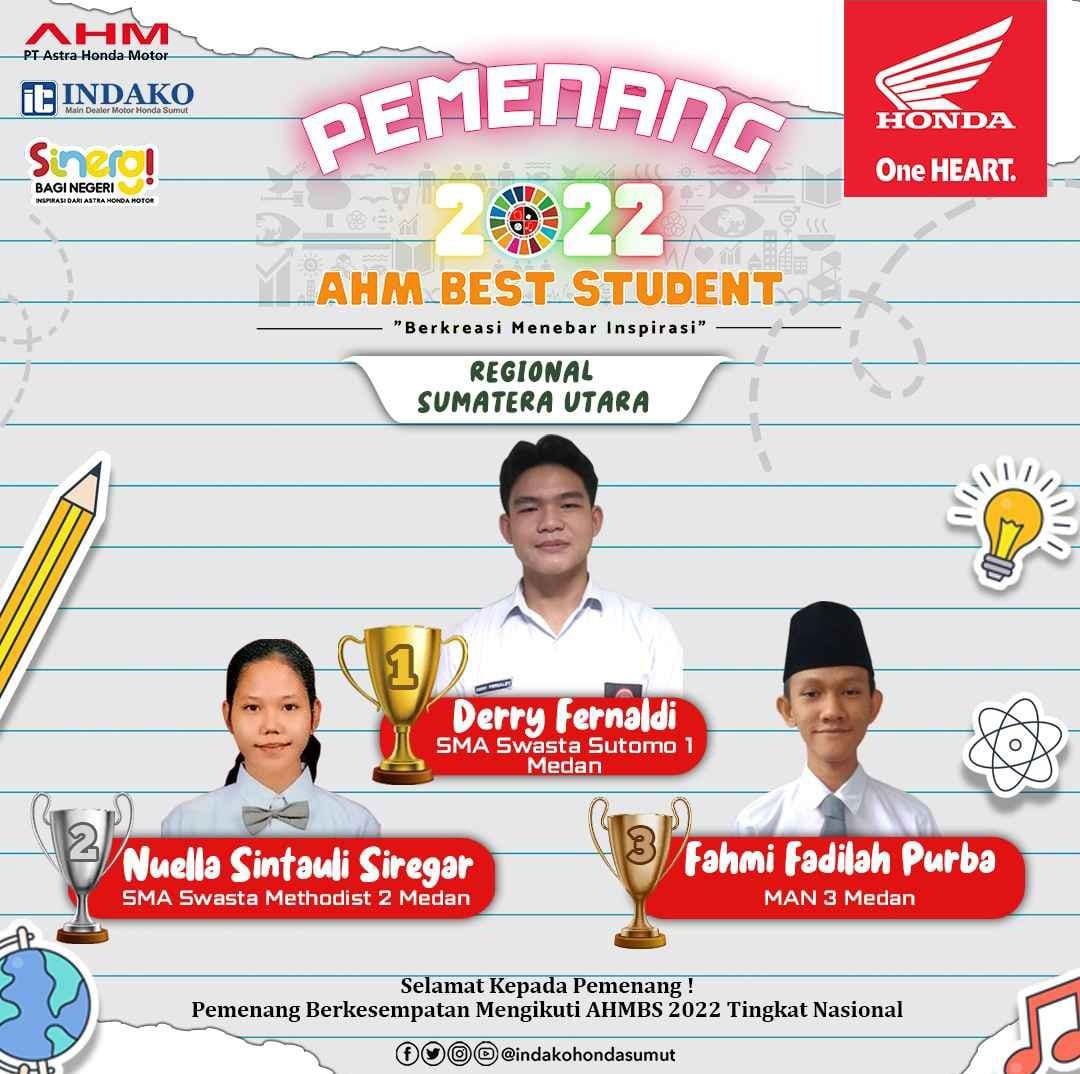 AHM
PT Astra Honda Motor
INDAKO
Main Dealer Motor Honda Sumut
Sinergi
BAGI NEGERI
INSPIRASI DARI ASTRA HONDA MOTOR
HONDA
One HEART.
PEMENANG
2022
AHM BEST STUDENT
"Berkreasi Menebar Inspirasi"
REGIONAL
SUMATERA UTARA
1
Derry Fernaldi
SMA Swasta Sutomo 1
Medan
2
Nuella Sintauli Siregar
SMA Swasta Methodist 2 Medan
3
Fahmi Fadilah Purba
MAN 3 Medan
Selamat Kepada Pemenang !
Pemenang Berkesempatan Mengikuti AHMBS 2022 Tingkat Nasional
@indakohondasumut